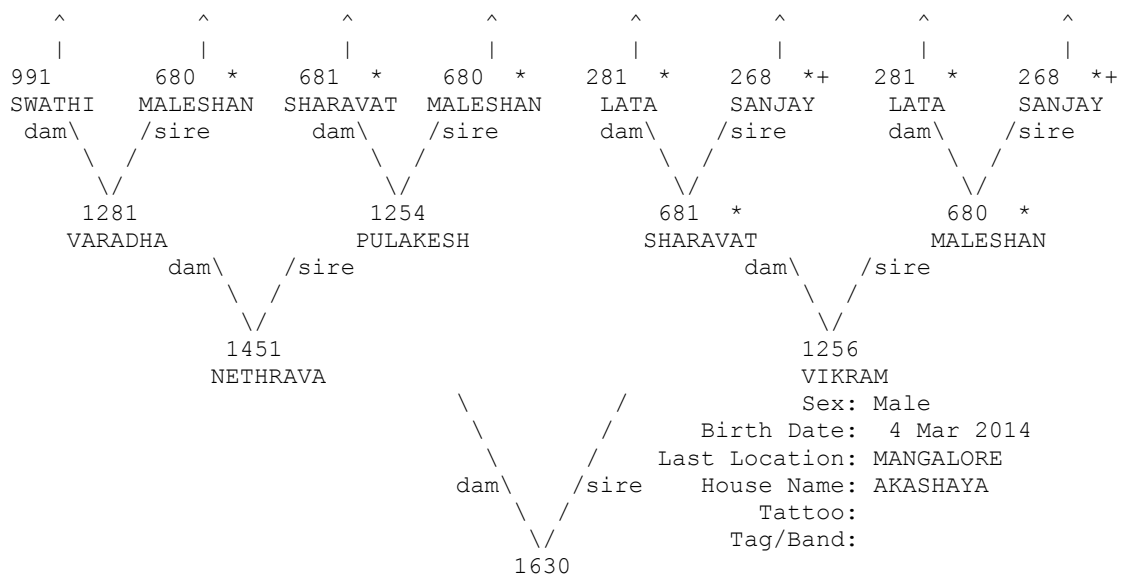 ^ ^ ^ ^ ^ ^ ^ ^
| | | | | | | |
991 680 * 681 * 680 * 281 * 268 *+ 281 * 268 *+
SWATHI MALESHAN SHARAVAT MALESHAN LATA SANJAY LATA SANJAY
dam\ /sire dam\ /sire dam\ /sire dam\ /sire
\ / \ / \ / \ /
\/ \/ \/ \/
1281 1254 681 * 680 *
VARADHA PULAKESH SHARAVAT MALESHAN
dam\ /sire dam\ /sire
\ / \ /
\/ \/
1451 1256
NETHRAVA VIKRAM
\ / Sex: Male
\ / Birth Date: 4 Mar 2014
\ / Last Location: MANGALORE
dam\ /sire House Name: AKASHAYA
\ / Tattoo:
\/ Tag/Band:
1630